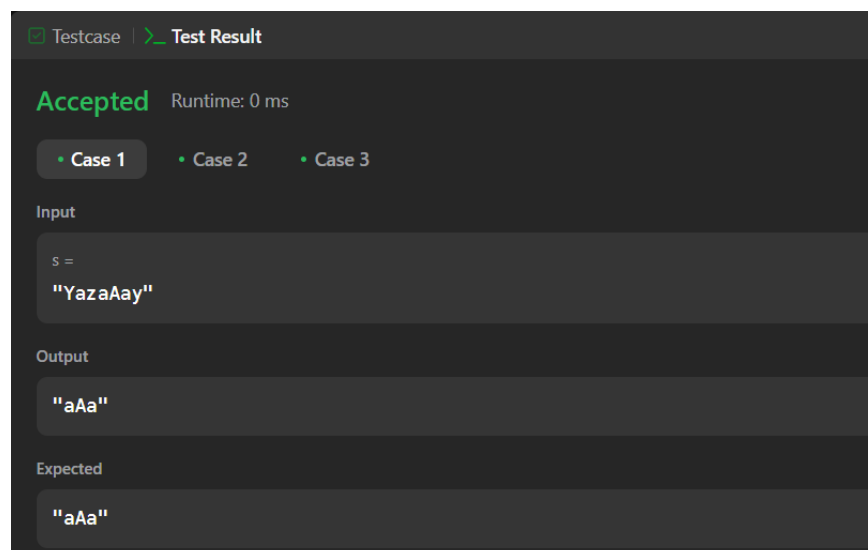 Testcase | >_ Test Result
Accepted Runtime: 0 ms
• Case 1 • Case 2 • Case 3
Input
s =
"YazaAay"
Output
"aAa"
Expected
"aAa"